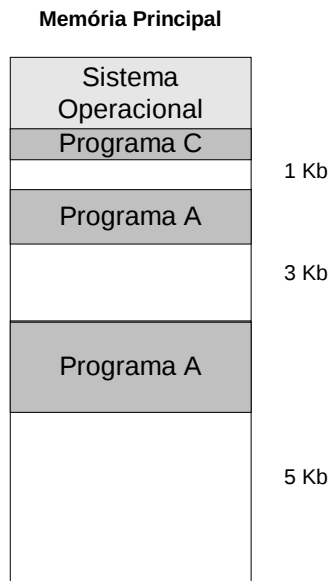 Memória Principal
Sistema
Operacional
Programa C
1 Kb
Programa A
3 Kb
Programa A
5 Kb